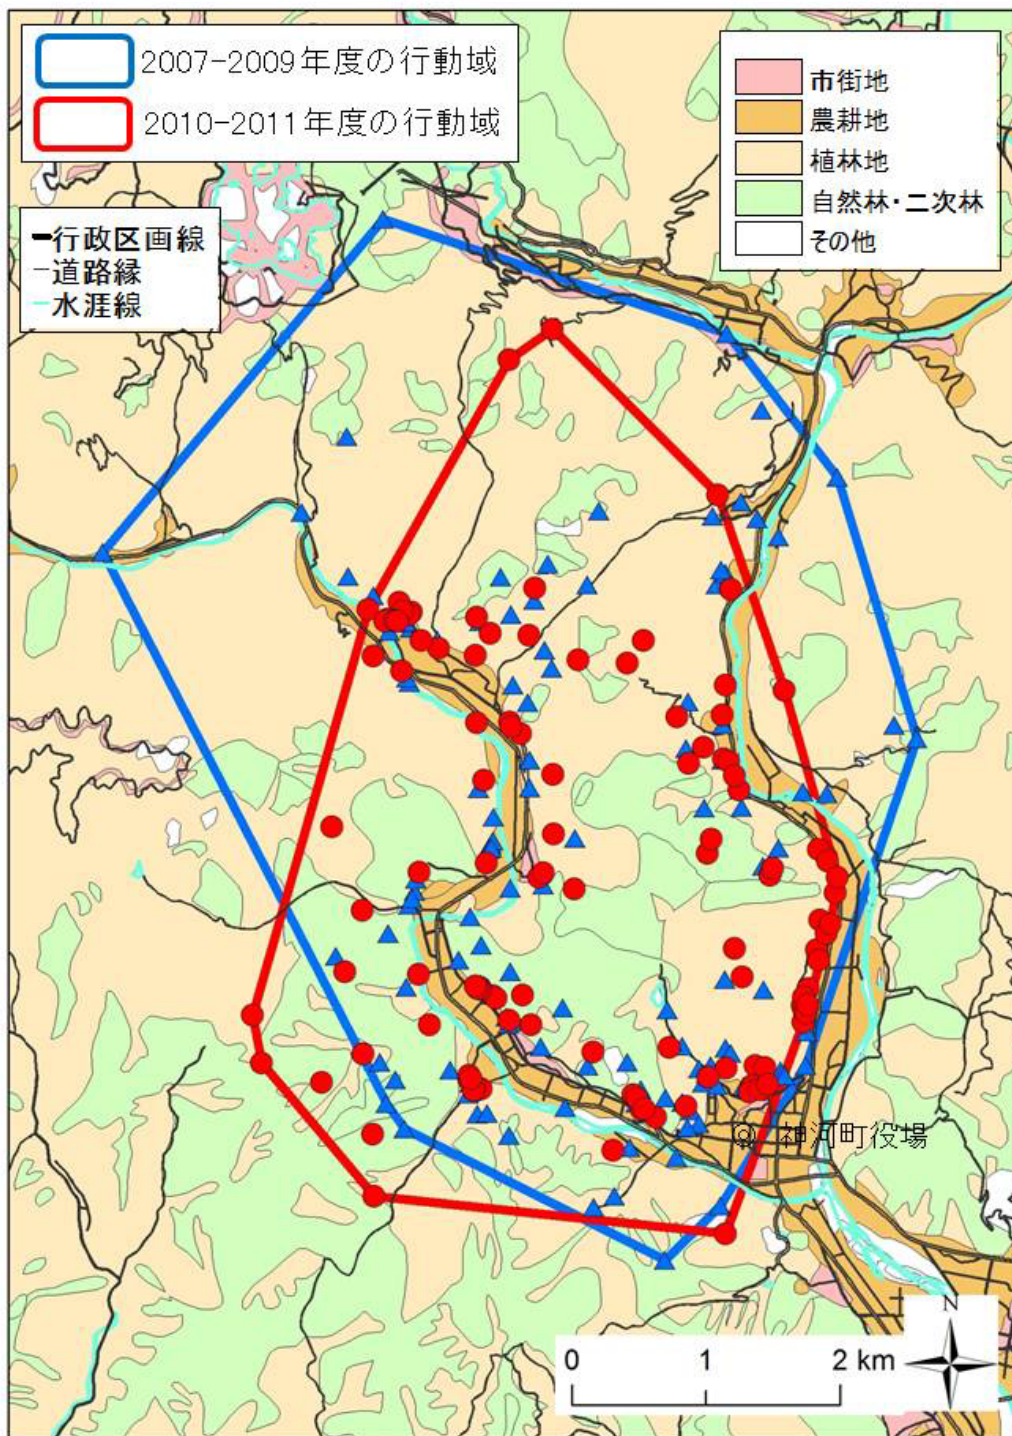 2007-2009年度の行動域
2010-2011年度の行動域
市街地
農耕地
植林地
自然林・二次林
その他
行政区画線
道路縁
水涯線
神河町役場
N
0 1 2 km